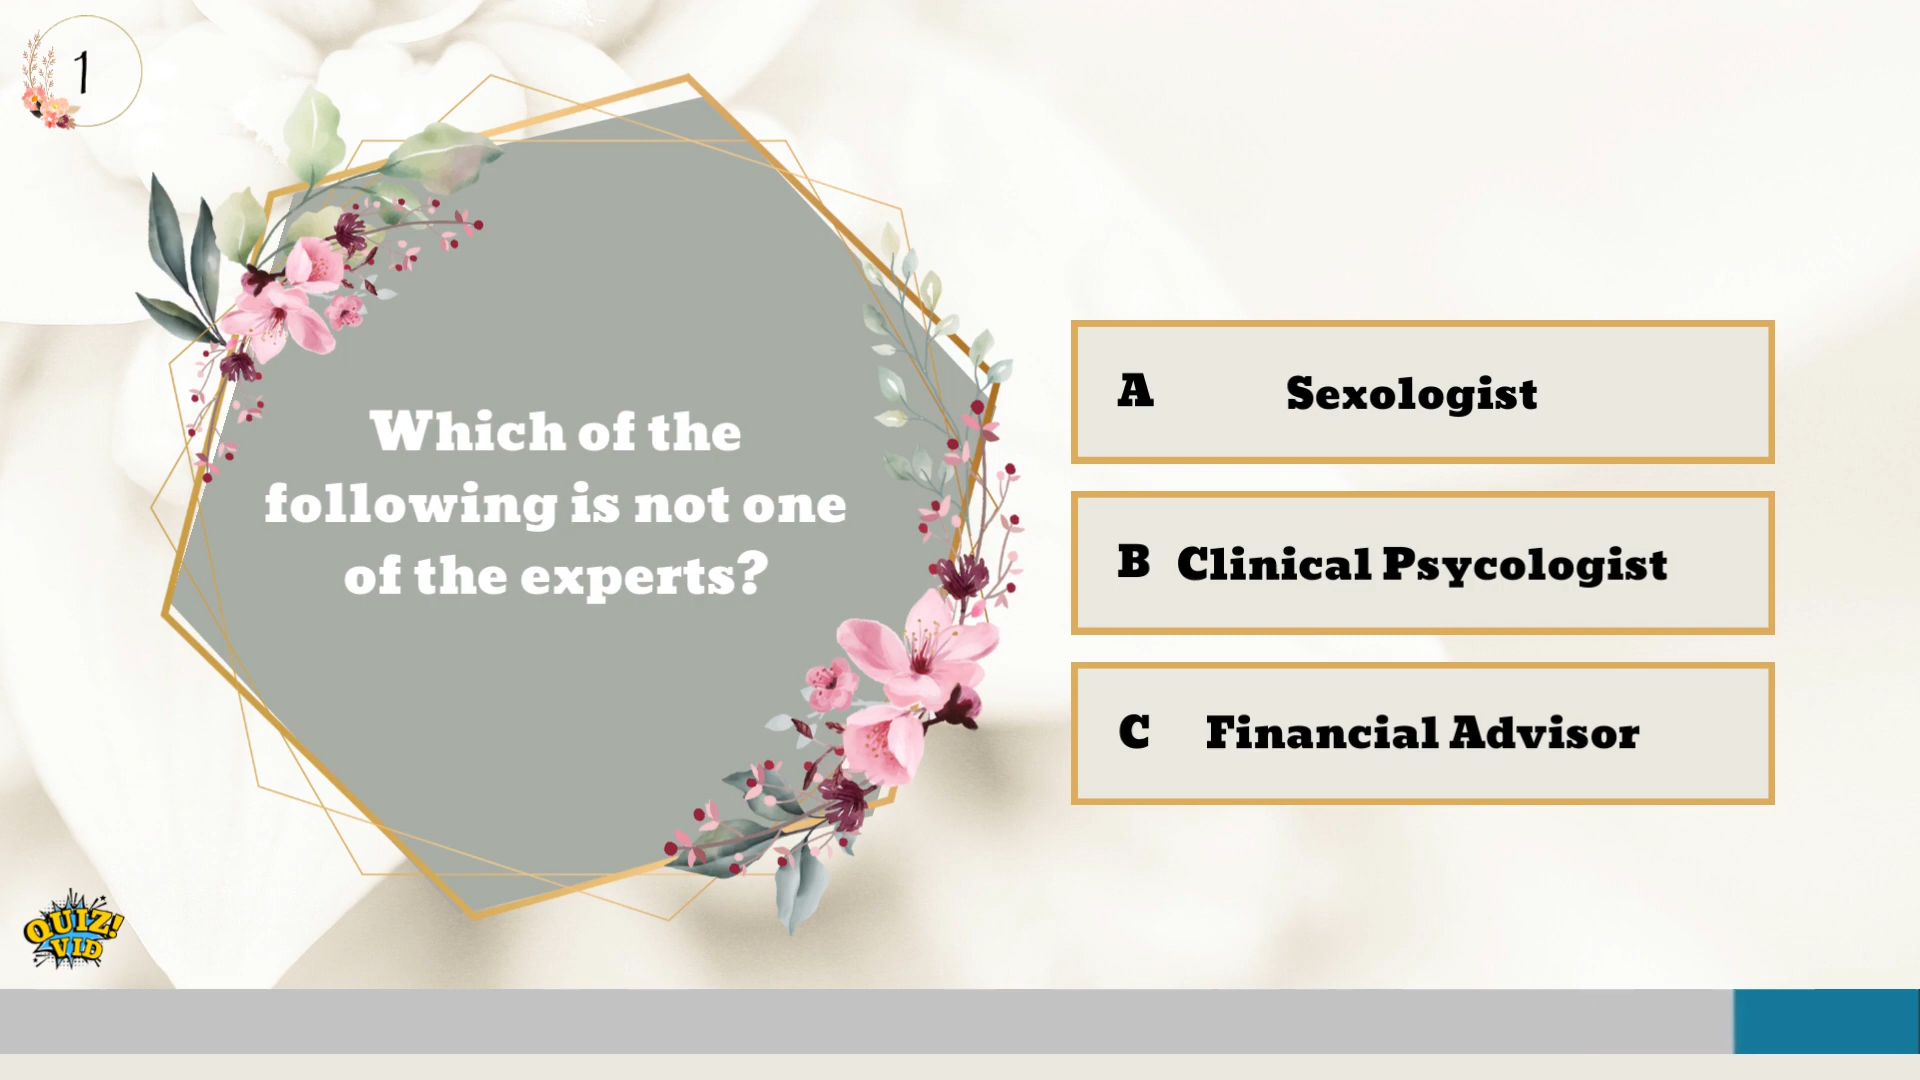 1
Which of the
following is not one
of the experts?
A Sexologist
B Clinical Psycologist
C Financial Advisor
QUIZ!
VID